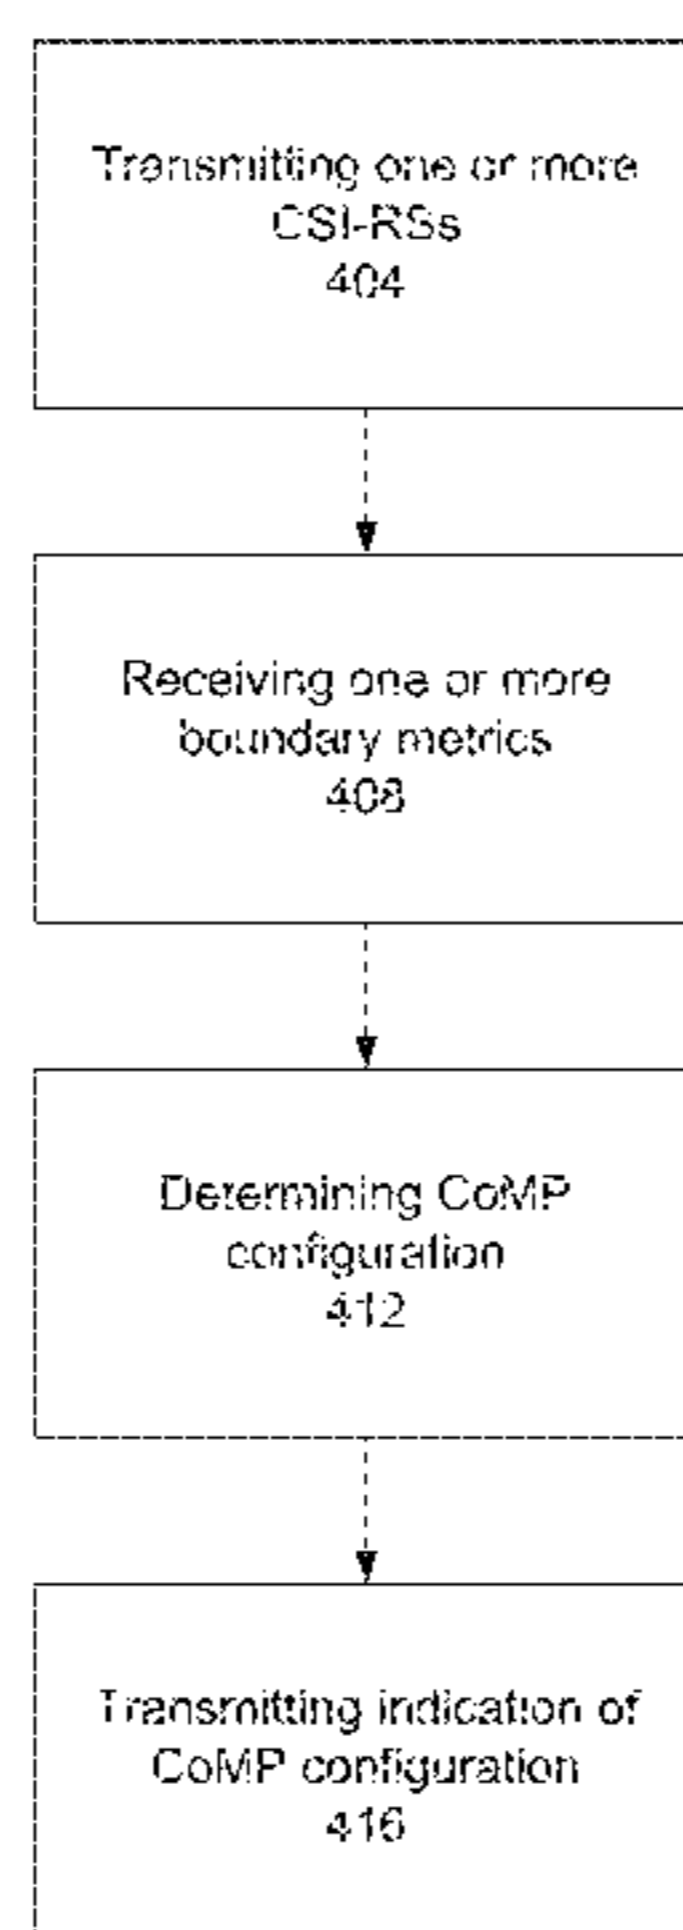 Transmitting one or more
CSI-RSs
404
Receiving one or more
boundary metrics
408
Determining CoMP
configuration
412
Transmitting indication of
CoMP configuration
416